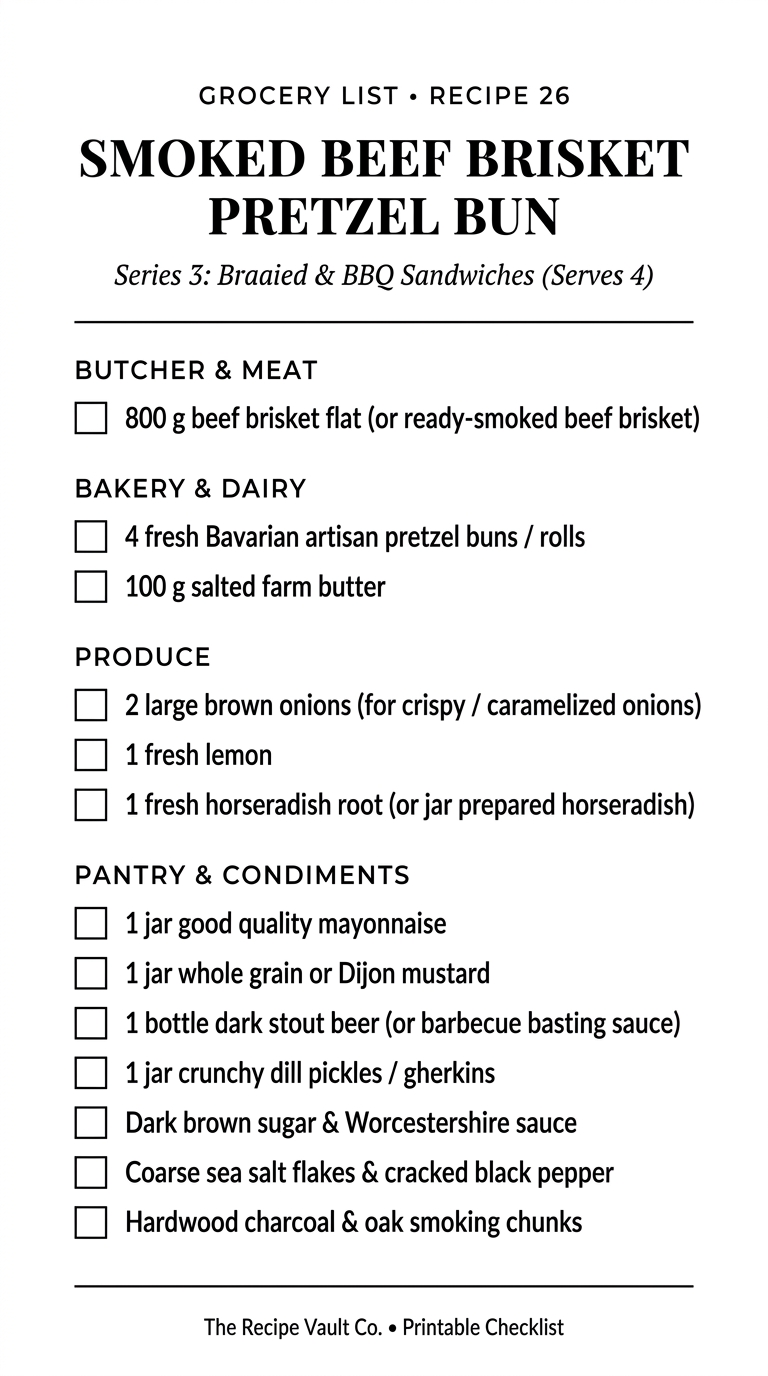 GROCERY LIST • RECIPE 26
SMOKED BEEF BRISKET
PRETZEL BUN
Series 3: Braaied & BBQ Sandwiches (Serves 4)
BUTCHER & MEAT
800 g beef brisket flat (or ready-smoked beef brisket)
BAKERY & DAIRY
4 fresh Bavarian artisan pretzel buns / rolls
100 g salted farm butter
PRODUCE
2 large brown onions (for crispy / caramelized onions)
1 fresh lemon
1 fresh horseradish root (or jar prepared horseradish)
PANTRY & CONDIMENTS
1 jar good quality mayonnaise
1 jar whole grain or Dijon mustard
1 bottle dark stout beer (or barbecue basting sauce)
1 jar crunchy dill pickles / gherkins
Dark brown sugar & Worcestershire sauce
Coarse sea salt flakes & cracked black pepper
Hardwood charcoal & oak smoking chunks
The Recipe Vault Co. • Printable Checklist